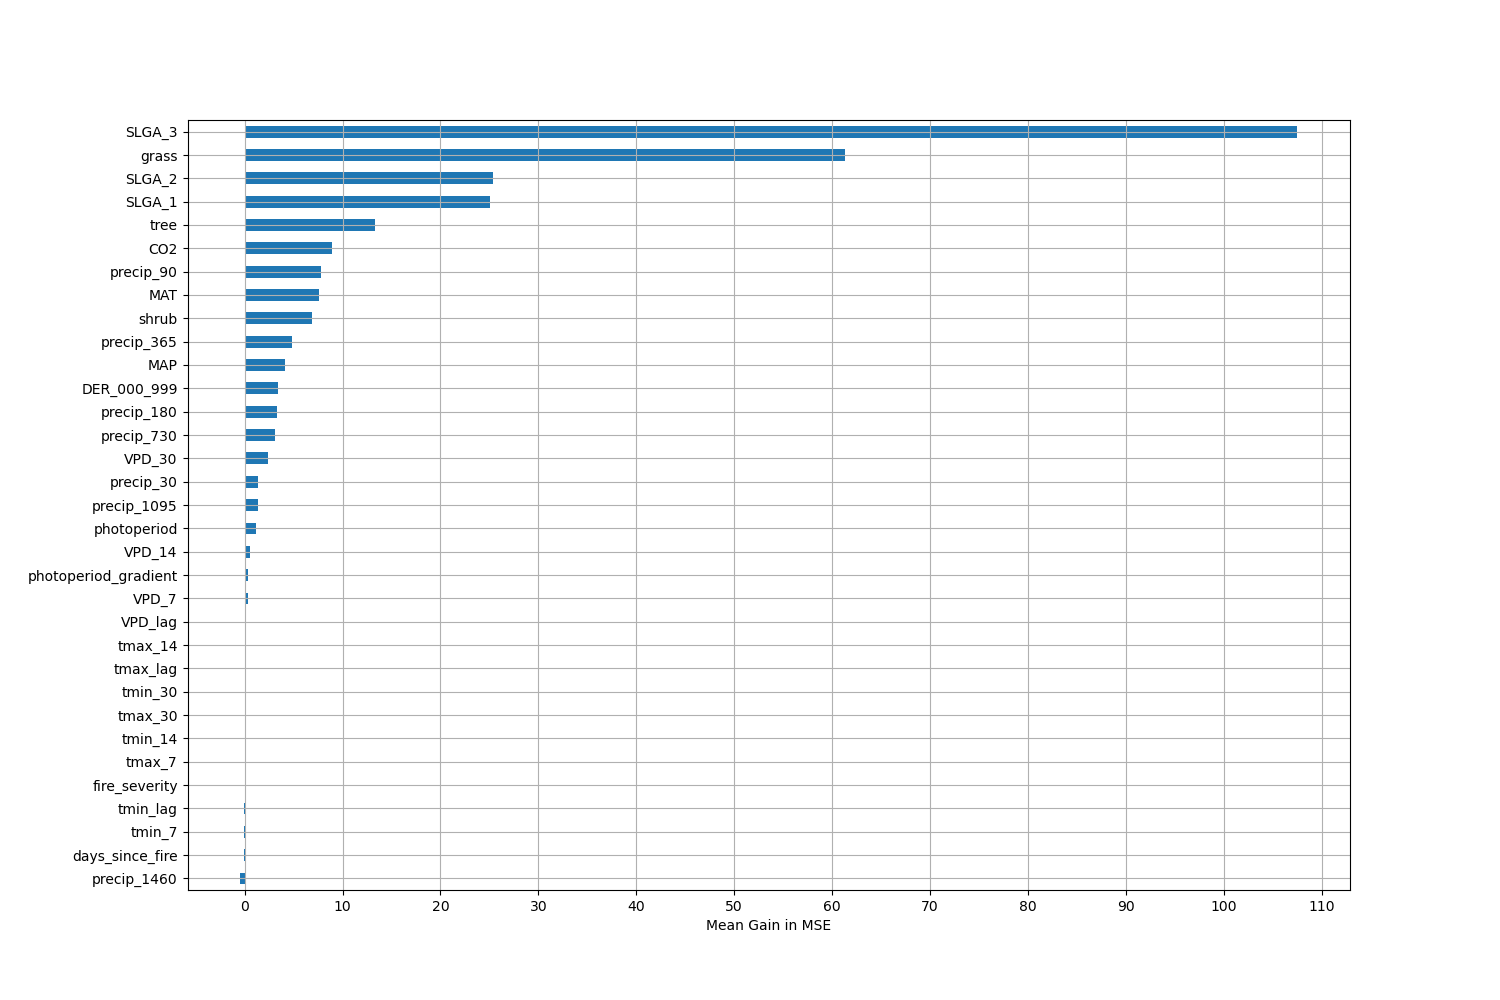 SLGA_3
grass
SLGA_2
SLGA_1
tree
CO2
precip_90
MAT
shrub
precip_365
MAP
DER_000_999
precip_180
precip_730
VPD_30
precip_30
precip_1095
photoperiod
VPD_14
photoperiod_gradient
VPD_7
VPD_lag
tmax_14
tmax_lag
tmin_30
tmax_30
tmin_14
tmax_7
fire_severity
tmin_lag
tmin_7
days_since_fire
precip_1460
0 10 20 30 40 50 60 70 80 90 100 110
Mean Gain in MSE